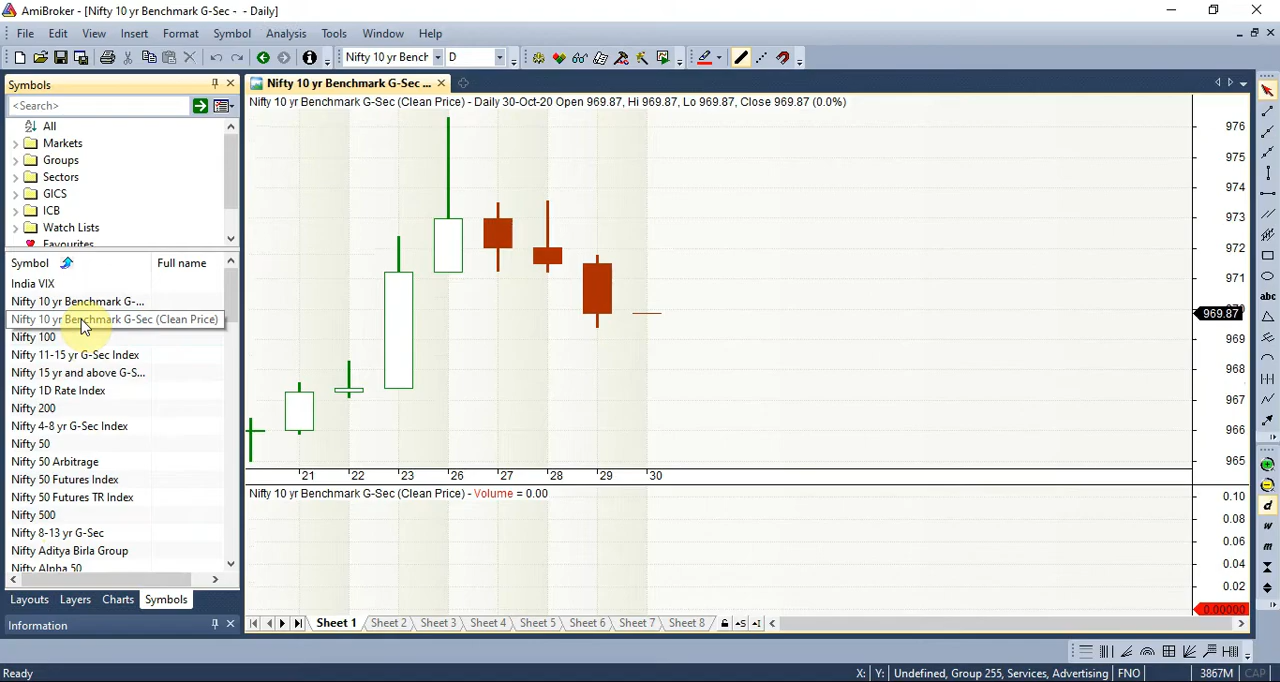 AmiBroker - [Nifty 10 yr Benchmark G-Sec - - Daily]
File Edit View Insert Format Symbol Analysis Tools Window Help
Nifty 10 yr Bench D
Symbols
Nifty 10 yr Benchmark G-Sec ...
<Search>
Nifty 10 yr Benchmark G-Sec (Clean Price) - Daily 30-Oct-20 Open 969.87, Hi 969.87, Lo 969.87, Close 969.87 (0.0%)
All
Markets
Groups
Sectors
GICS
ICB
Watch Lists
Favourites
Symbol Full name
India VIX
Nifty 10 yr Benchmark G-...
Nifty 10 yr Benchmark G-Sec (Clean Price)
Nifty 100
Nifty 11-15 yr G-Sec Index
Nifty 15 yr and above G-S...
Nifty 1D Rate Index
Nifty 200
Nifty 4-8 yr G-Sec Index
Nifty 50
Nifty 50 Arbitrage
Nifty 50 Futures Index
Nifty 50 Futures TR Index
Nifty 500
Nifty 8-13 yr G-Sec
Nifty Aditya Birla Group
Nifty Alpha 50
976
975
974
973
972
971
970
969.87
969
968
967
966
965
abc
21 22 23 26 27 28 29 30
Nifty 10 yr Benchmark G-Sec (Clean Price) - Volume = 0.00
0.10
0.08
0.06
0.04
0.02
0.00000
d
w
m
Layouts Layers Charts Symbols
Information
Sheet 1 Sheet 2 Sheet 3 Sheet 4 Sheet 5 Sheet 6 Sheet 7 Sheet 8
Ready X: Y: Undefined, Group 255, Services, Advertising FNO 3867M CAP